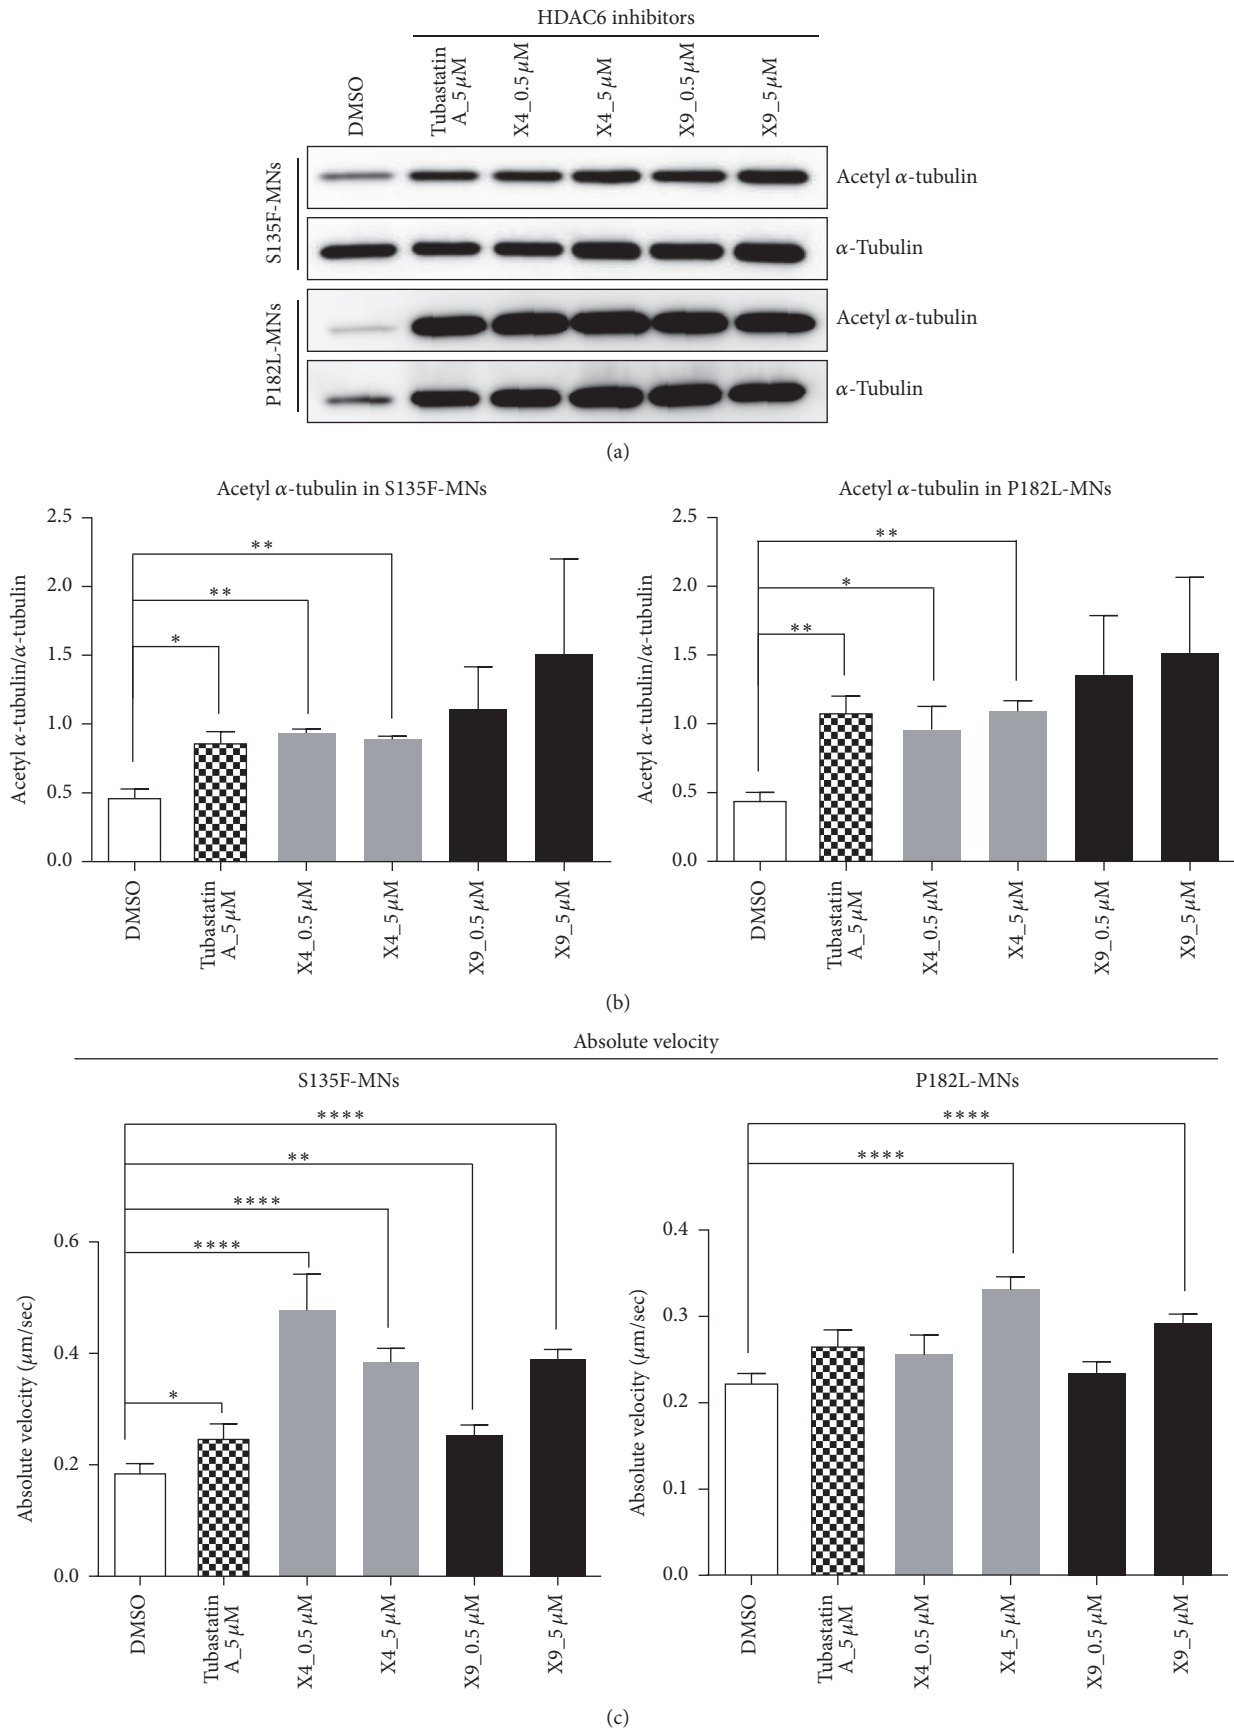 HDAC6 inhibitors
DMSO
Tubastatin
A_5 μM
X4_0.5 μM
X4_5 μM
X9_0.5 μM
X9_5 μM
S135F-MNs
Acetyl α-tubulin
α-Tubulin
P182L-MNs
Acetyl α-tubulin
α-Tubulin
(a)
Acetyl α-tubulin in S135F-MNs
Acetyl α-tubulin/α-tubulin
2.5
2.0
1.5
1.0
0.5
0.0
**
**
*
DMSO
Tubastatin
A_5 μM
X4_0.5 μM
X4_5 μM
X9_0.5 μM
X9_5 μM
Acetyl α-tubulin in P182L-MNs
Acetyl α-tubulin/α-tubulin
2.5
2.0
1.5
1.0
0.5
0.0
**
*
**
DMSO
Tubastatin
A_5 μM
X4_0.5 μM
X4_5 μM
X9_0.5 μM
X9_5 μM
(b)
Absolute velocity
S135F-MNs
Absolute velocity (μm/sec)
0.6
0.4
0.2
0.0
****
**
****
****
*
DMSO
Tubastatin
A_5 μM
X4_0.5 μM
X4_5 μM
X9_0.5 μM
X9_5 μM
P182L-MNs
Absolute velocity (μm/sec)
0.4
0.3
0.2
0.1
0.0
****
****
DMSO
Tubastatin
A_5 μM
X4_0.5 μM
X4_5 μM
X9_0.5 μM
X9_5 μM
(c)